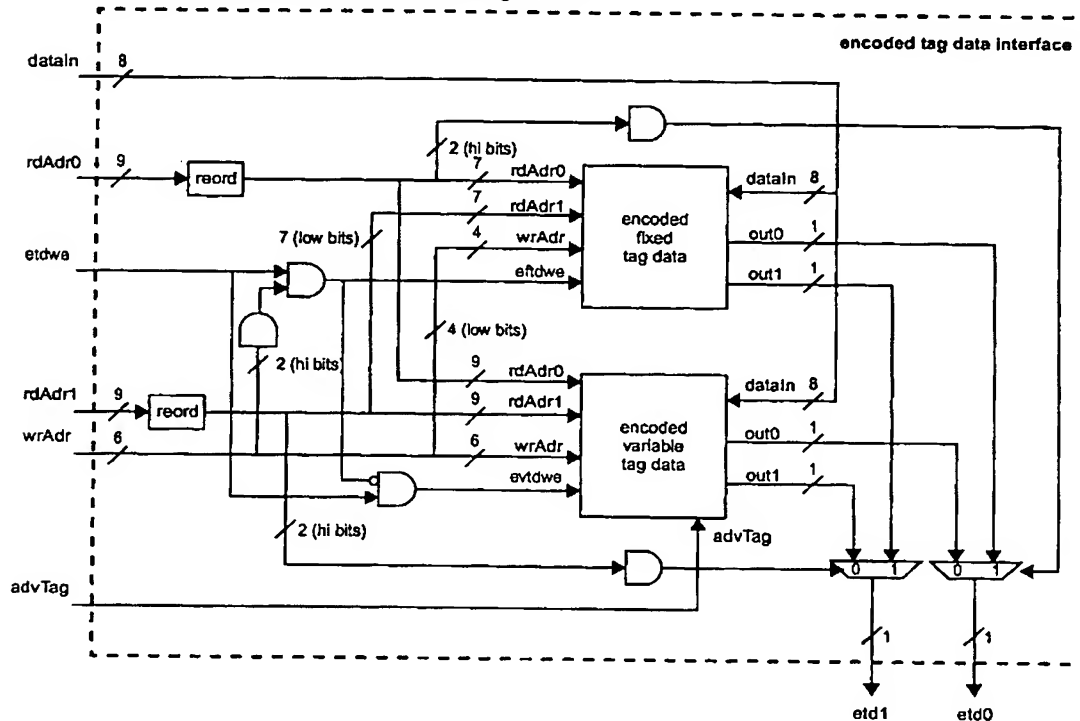 encoded tag data interface
dataIn
8
2 (hi bits)
rdAdr0
9
reord
7
rdAdr0
7
rdAdr1
4
wrAdr
eftdwe
encoded
fixed
tag data
dataIn
8
out0
1
out1
1
etdwe
7 (low bits)
4 (low bits)
2 (hi bits)
rdAdr1
9
reord
wrAdr
6
9
rdAdr0
9
rdAdr1
6
wrAdr
evtdwe
encoded
variable
tag data
dataIn
8
out0
1
out1
1
2 (hi bits)
advTag
advTag
0 1
0 1
1
1
etd1
etd0